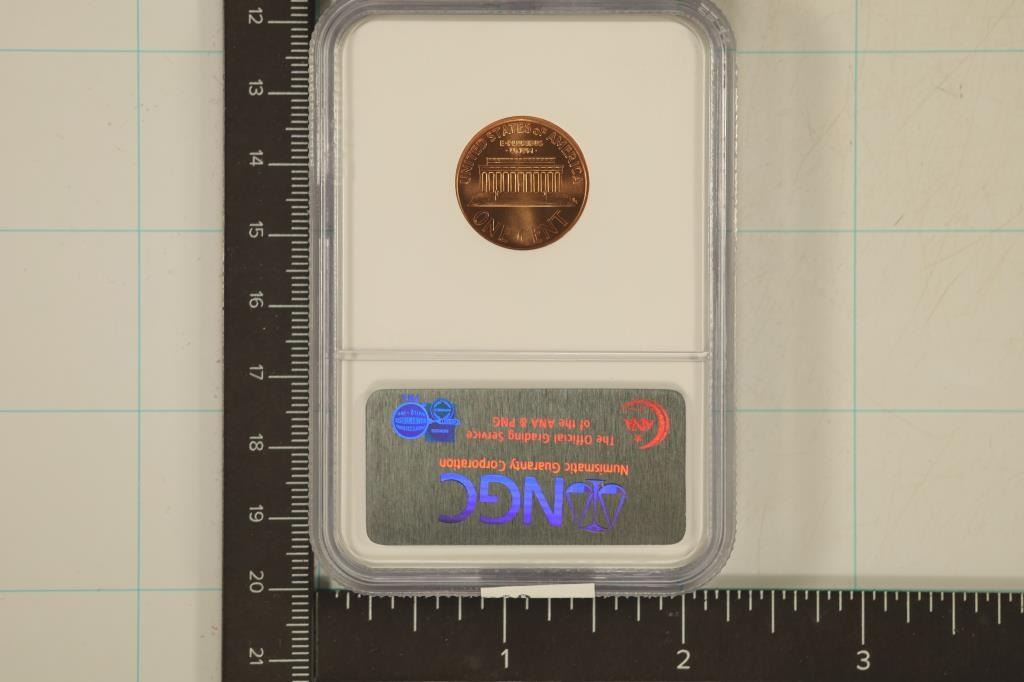 12
13
14
15
16
17
18
19
20
21
UNITED STATES of AMERICA
E·PLURIBUS
·UNUM·
ONE CENT
NGC
Numismatic Guaranty Corporation
The Official Grading Service
of the ANA & PNG
ANA
1 2 3